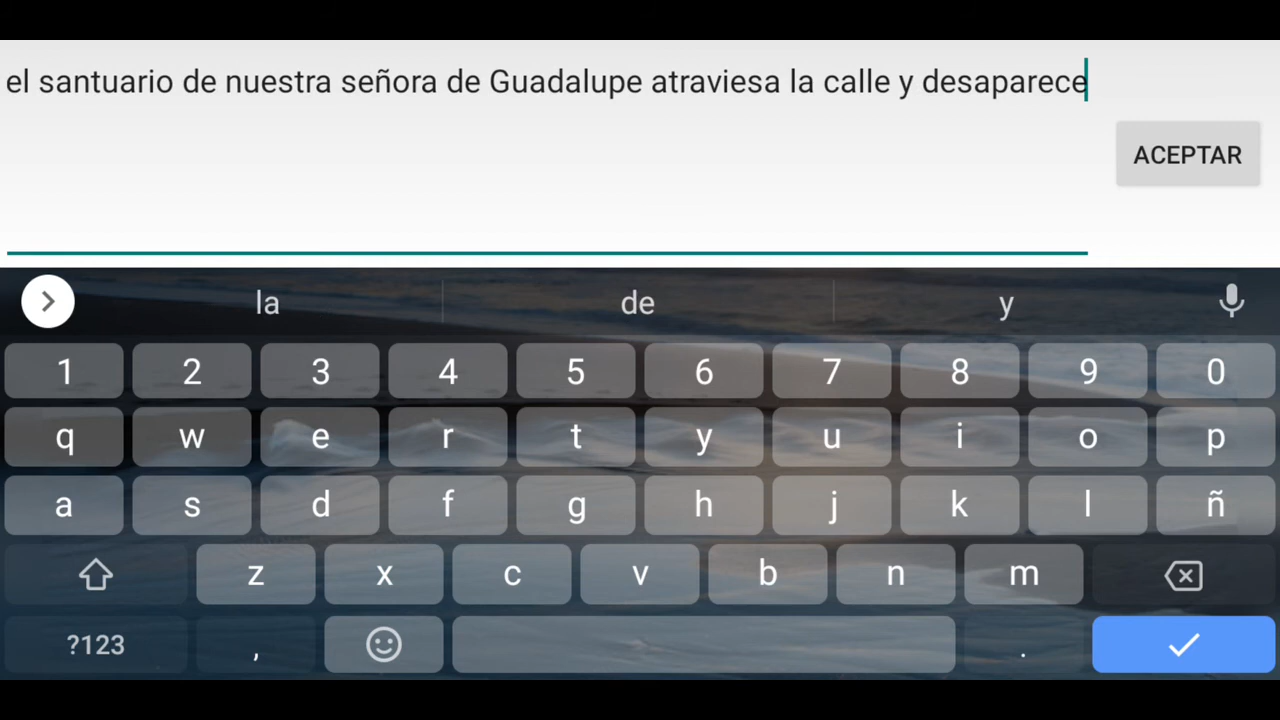 el santuario de nuestra señora de Guadalupe atraviesa la calle y desaparece
ACEPTAR
la de y
1 2 3 4 5 6 7 8 9 0
q w e r t y u i o p
a s d f g h j k l ñ
z x c v b n m
?123 , .